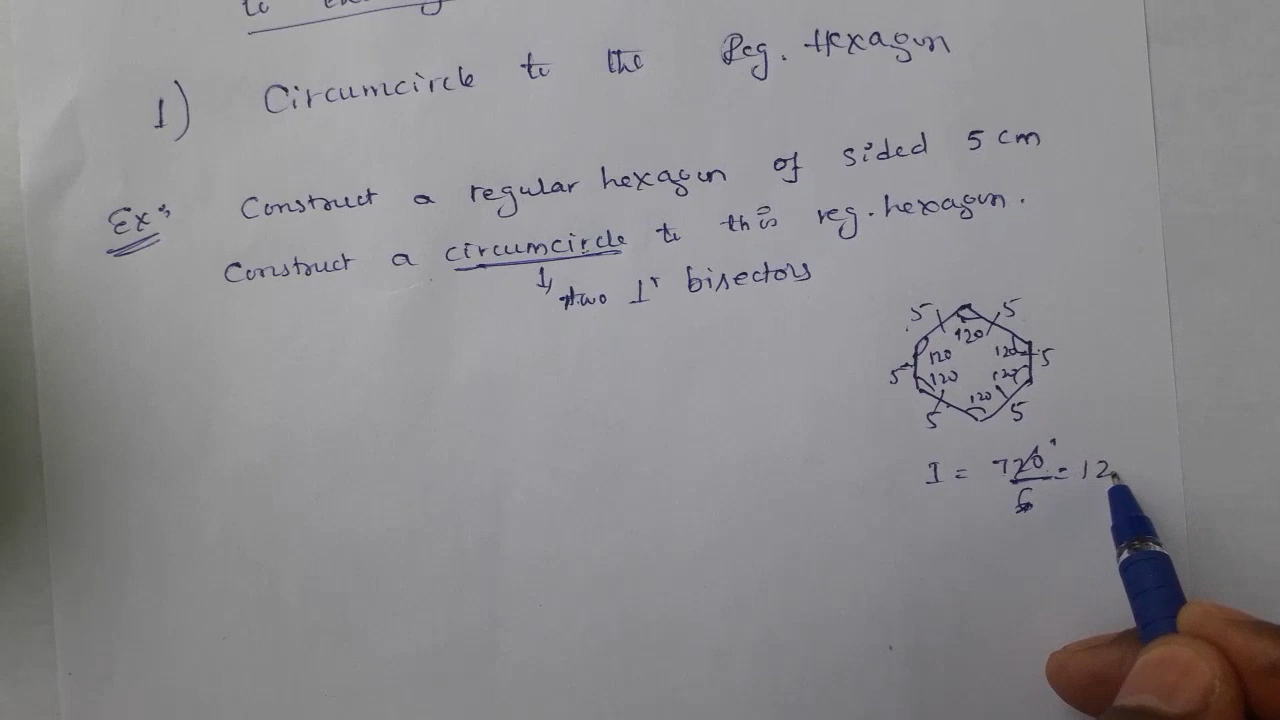 1) Circumcircle to the Reg. Hexagon
Ex: Construct a regular hexagon of sided 5 cm
Construct a circumcircle to this reg. hexagon.
↓ two ⊥r bisectors
5 5
120
120 120 5
5 120 120
120
5 5
I = 720° / 6 = 12